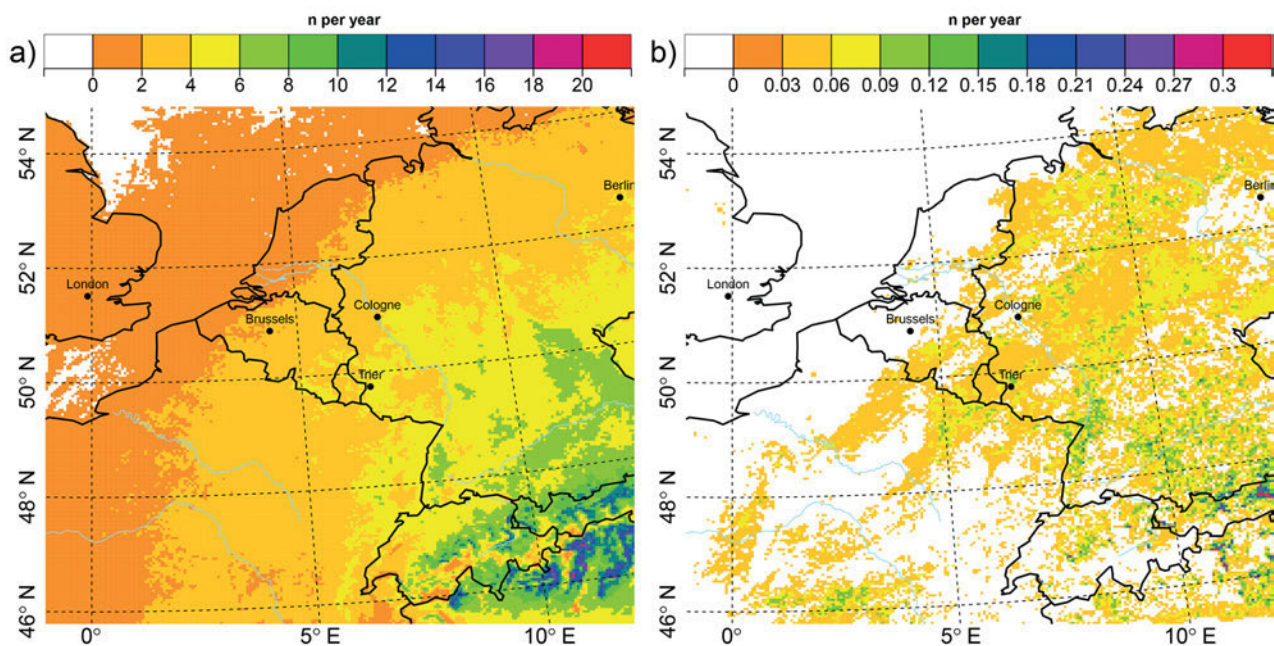 n per year
a)
0 2 4 6 8 10 12 14 16 18 20
54° N
52° N
50° N
48° N
46° N
Berlin
London
Cologne
Brussels
Trier
0° 5° E 10° E
n per year
b)
0 0.03 0.06 0.09 0.12 0.15 0.18 0.21 0.24 0.27 0.3
54° N
52° N
50° N
48° N
46° N
Berlin
London
Cologne
Brussels
Trier
0° 5° E 10° E